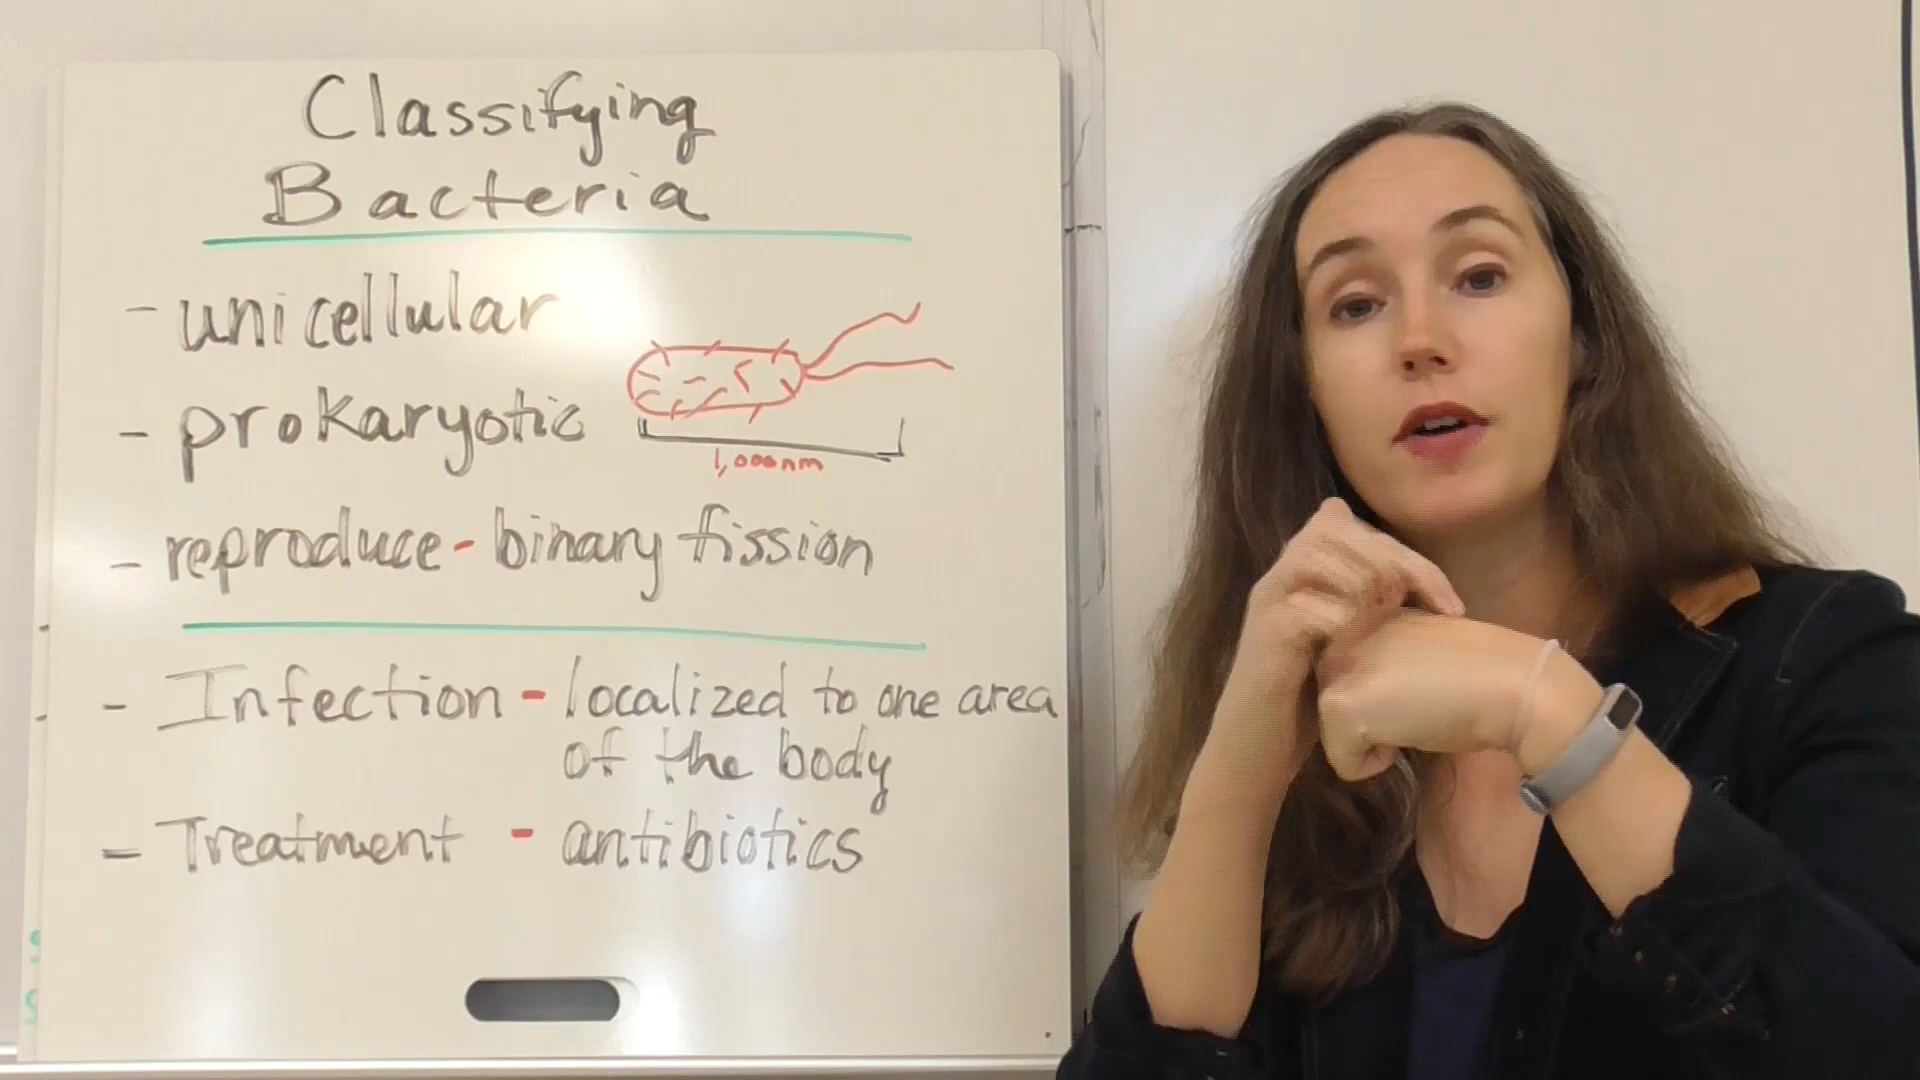 Classifying
Bacteria
- unicellular
- prokaryotic
1,000nm
- reproduce - binary fission
- Infection - localized to one area
of the body
- Treatment - antibiotics